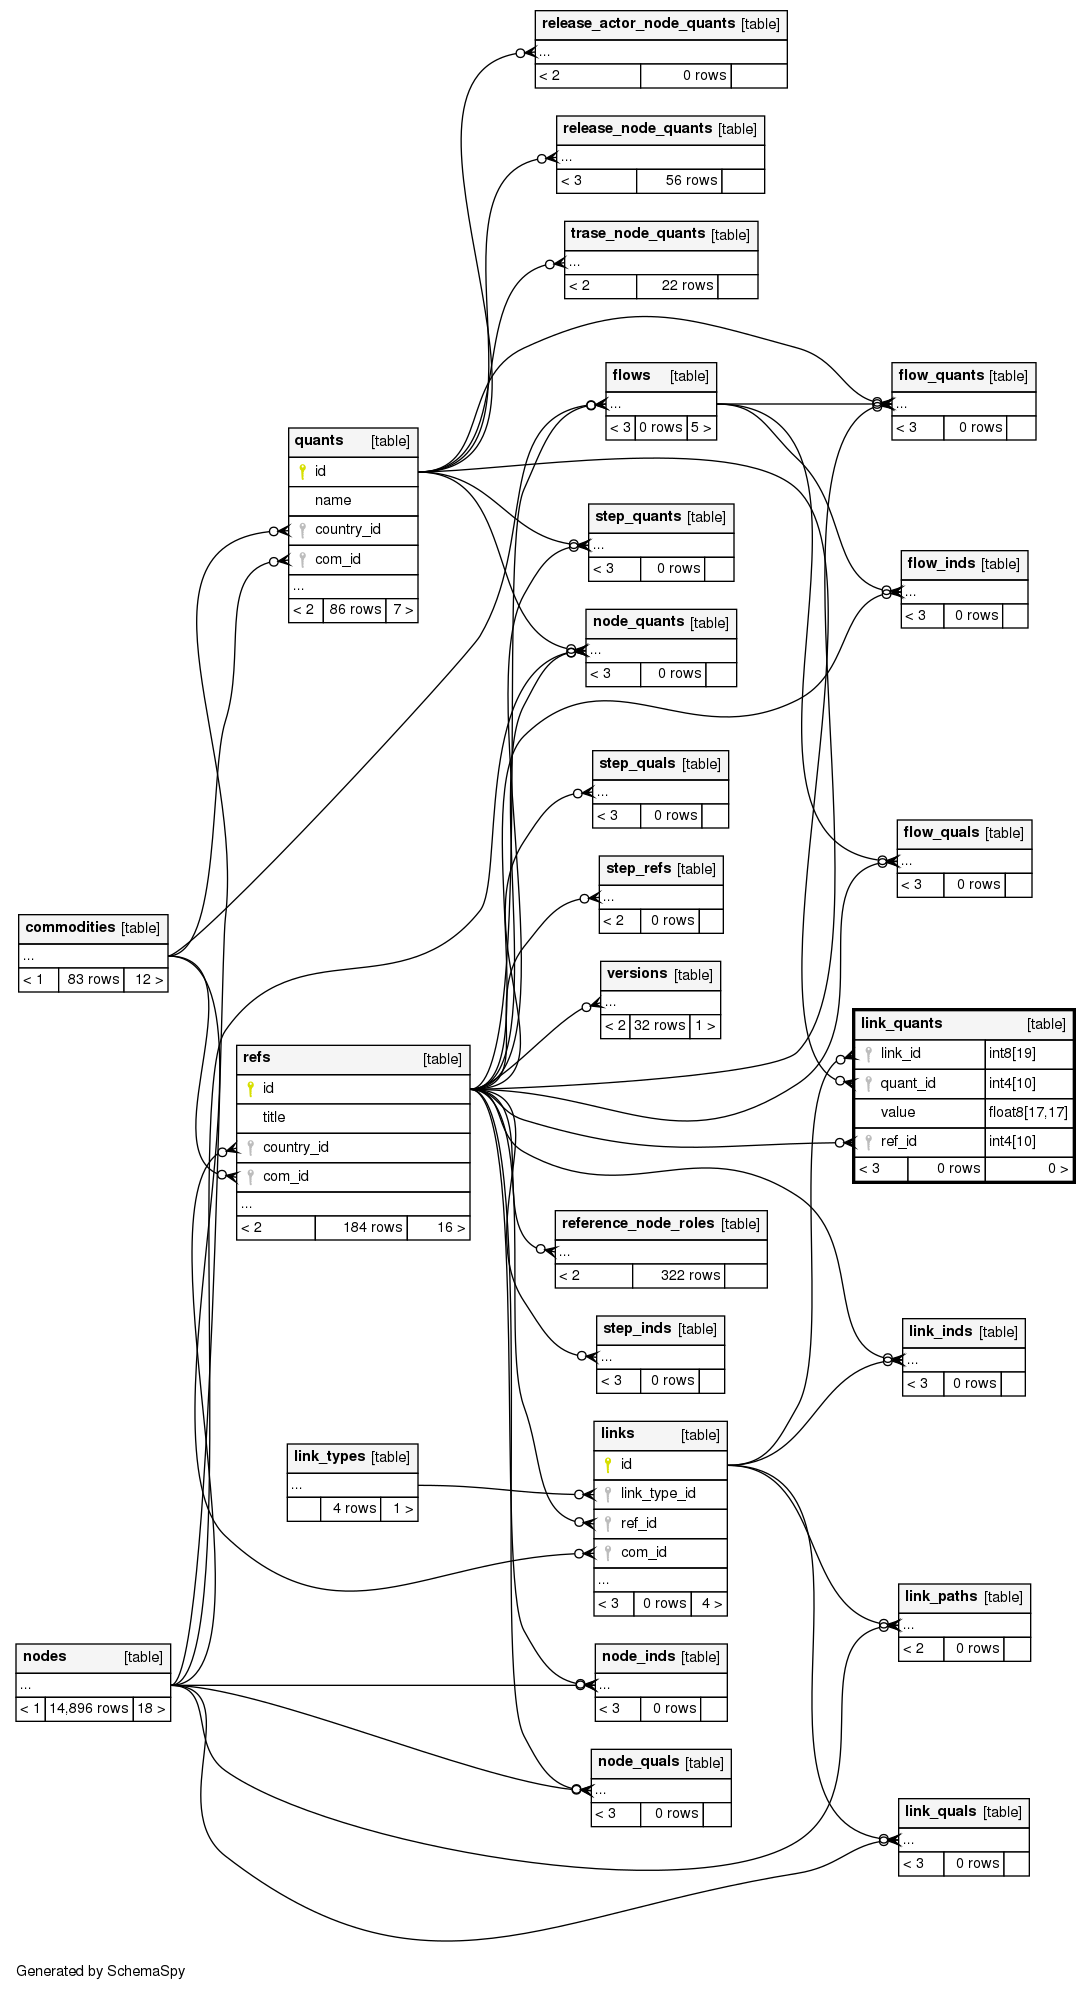 release_actor_node_quants [table]
...
< 2 0 rows
release_node_quants [table]
...
< 3 56 rows
trase_node_quants [table]
...
< 2 22 rows
flows [table]
...
< 3 0 rows 5 >
flow_quants [table]
...
< 3 0 rows
quants [table]
id
name
country_id
com_id
...
< 2 86 rows 7 >
step_quants [table]
...
< 3 0 rows
flow_inds [table]
...
< 3 0 rows
node_quants [table]
...
< 3 0 rows
step_quals [table]
...
< 3 0 rows
flow_quals [table]
...
< 3 0 rows
step_refs [table]
...
< 2 0 rows
commodities [table]
...
< 1 83 rows 12 >
versions [table]
...
< 2 32 rows 1 >
link_quants [table]
link_id int8[19]
quant_id int4[10]
value float8[17,17]
ref_id int4[10]
< 3 0 rows 0 >
refs [table]
id
title
country_id
com_id
...
< 2 184 rows 16 >
reference_node_roles [table]
...
< 2 322 rows
step_inds [table]
...
< 3 0 rows
link_inds [table]
...
< 3 0 rows
links [table]
id
link_type_id
ref_id
com_id
...
< 3 0 rows 4 >
link_types [table]
...
4 rows 1 >
link_paths [table]
...
< 2 0 rows
nodes [table]
...
< 1 14,896 rows 18 >
node_inds [table]
...
< 3 0 rows
node_quals [table]
...
< 3 0 rows
link_quals [table]
...
< 3 0 rows
Generated by SchemaSpy